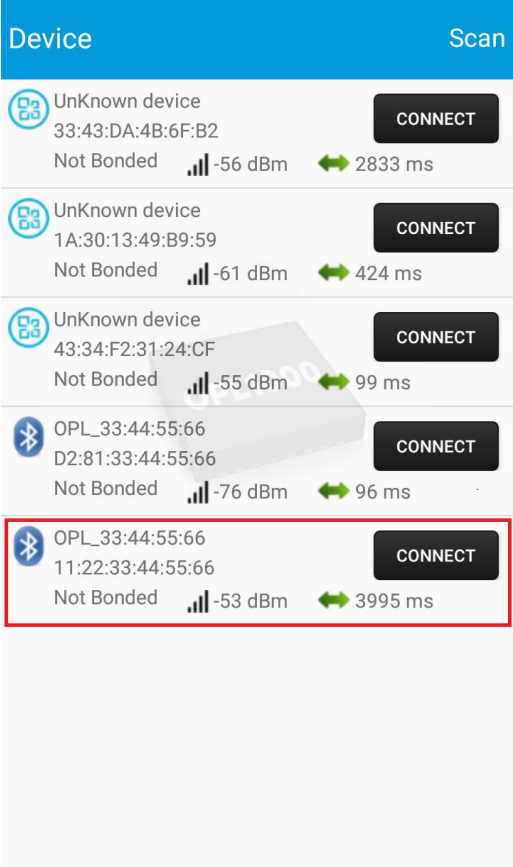 Device Scan
UnKnown device
33:43:DA:4B:6F:B2
CONNECT
Not Bonded -56 dBm 2833 ms
UnKnown device
1A:30:13:49:B9:59
CONNECT
Not Bonded -61 dBm 424 ms
UnKnown device
43:34:F2:31:24:CF
CONNECT
Not Bonded -55 dBm 99 ms
OPL1000
OPL_33:44:55:66
D2:81:33:44:55:66
CONNECT
Not Bonded -76 dBm 96 ms
OPL_33:44:55:66
11:22:33:44:55:66
CONNECT
Not Bonded -53 dBm 3995 ms